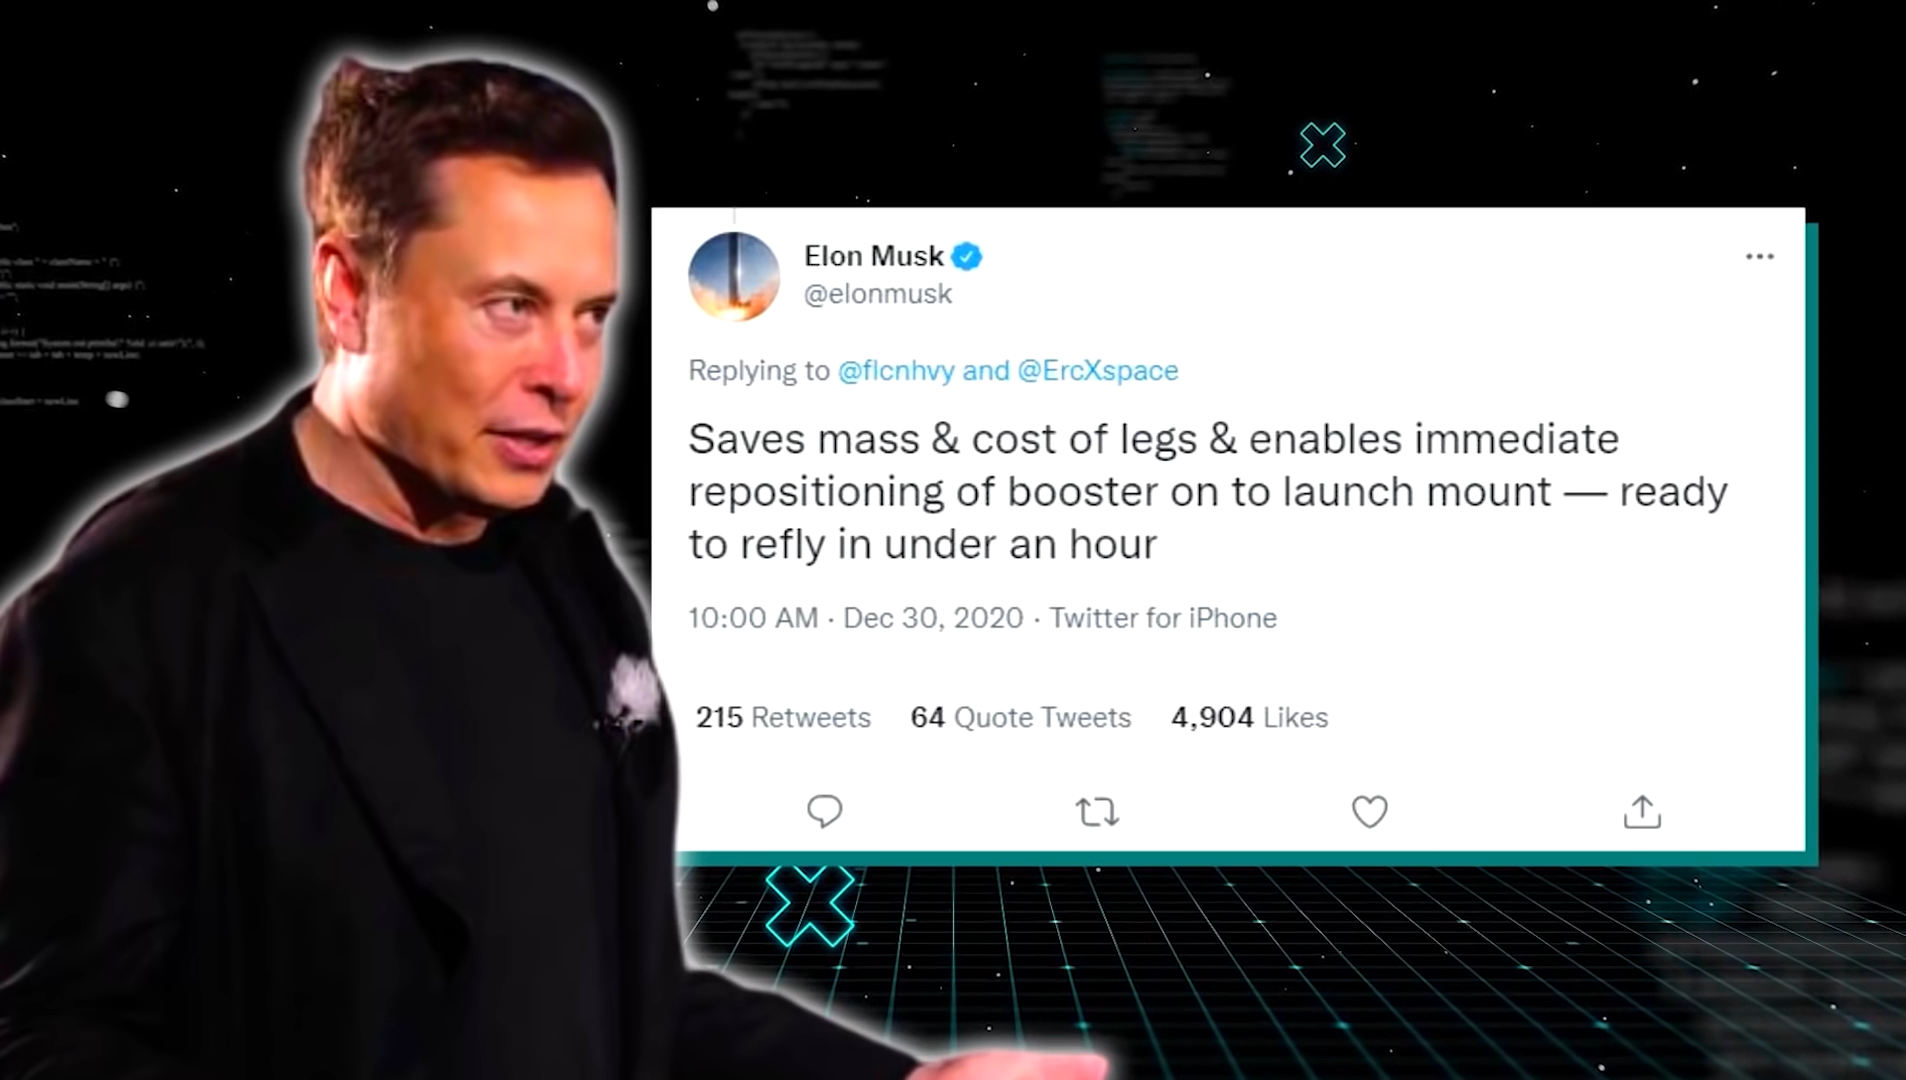 Elon Musk
@elonmusk
Replying to @flcnhvy and @ErcXspace
Saves mass & cost of legs & enables immediate
repositioning of booster on to launch mount — ready
to refly in under an hour
10:00 AM · Dec 30, 2020 · Twitter for iPhone
215 Retweets 64 Quote Tweets 4,904 Likes